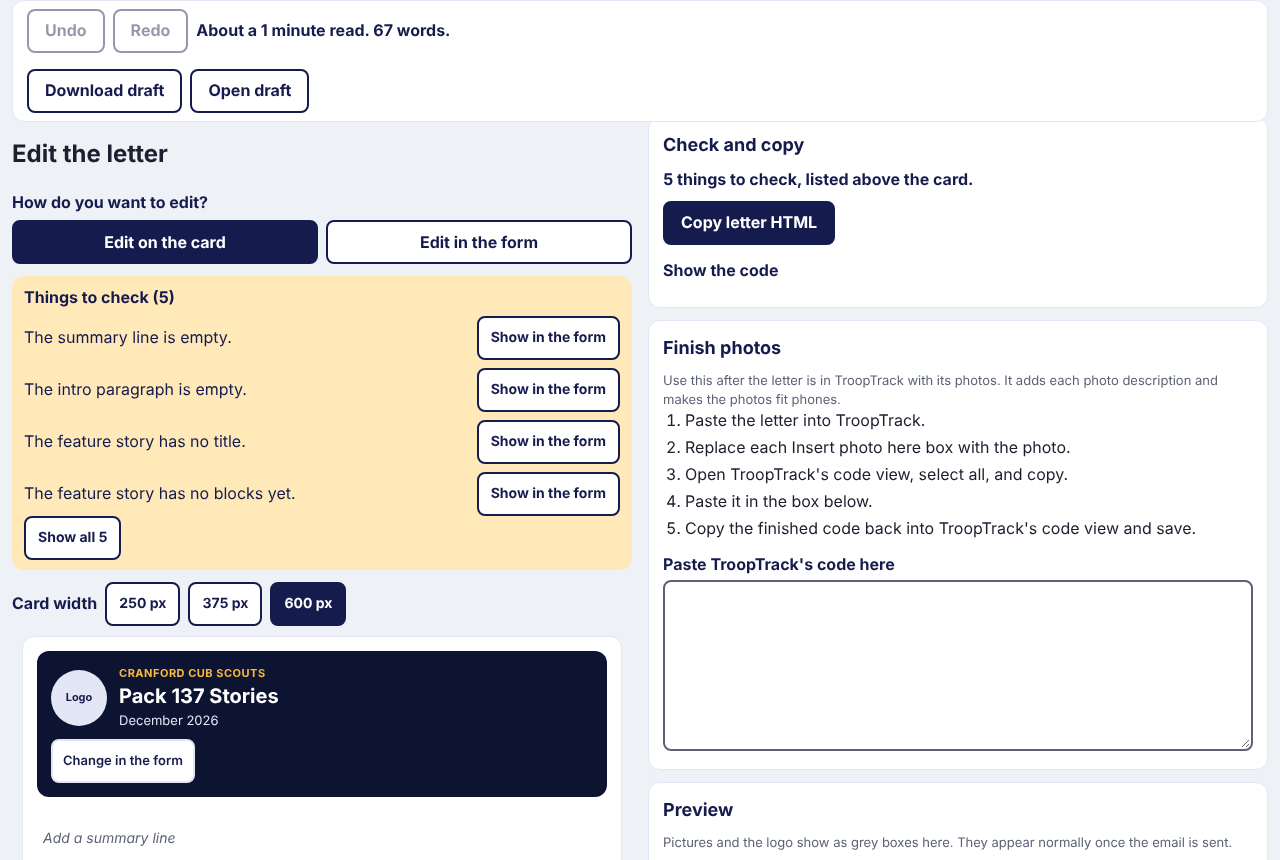 Undo
Redo
About a 1 minute read. 67 words.
Download draft
Open draft
Edit the letter
How do you want to edit?
Edit on the card
Edit in the form
Things to check (5)
The summary line is empty.
Show in the form
The intro paragraph is empty.
Show in the form
The feature story has no title.
Show in the form
The feature story has no blocks yet.
Show in the form
Show all 5
Card width
250 px
375 px
600 px
Logo
CRANFORD CUB SCOUTS
Pack 137 Stories
December 2026
Change in the form
Add a summary line
Check and copy
5 things to check, listed above the card.
Copy letter HTML
Show the code
Finish photos
Use this after the letter is in TroopTrack with its photos. It adds each photo description and
makes the photos fit phones.
1. Paste the letter into TroopTrack.
2. Replace each Insert photo here box with the photo.
3. Open TroopTrack's code view, select all, and copy.
4. Paste it in the box below.
5. Copy the finished code back into TroopTrack's code view and save.
Paste TroopTrack's code here
Preview
Pictures and the logo show as grey boxes here. They appear normally once the email is sent.